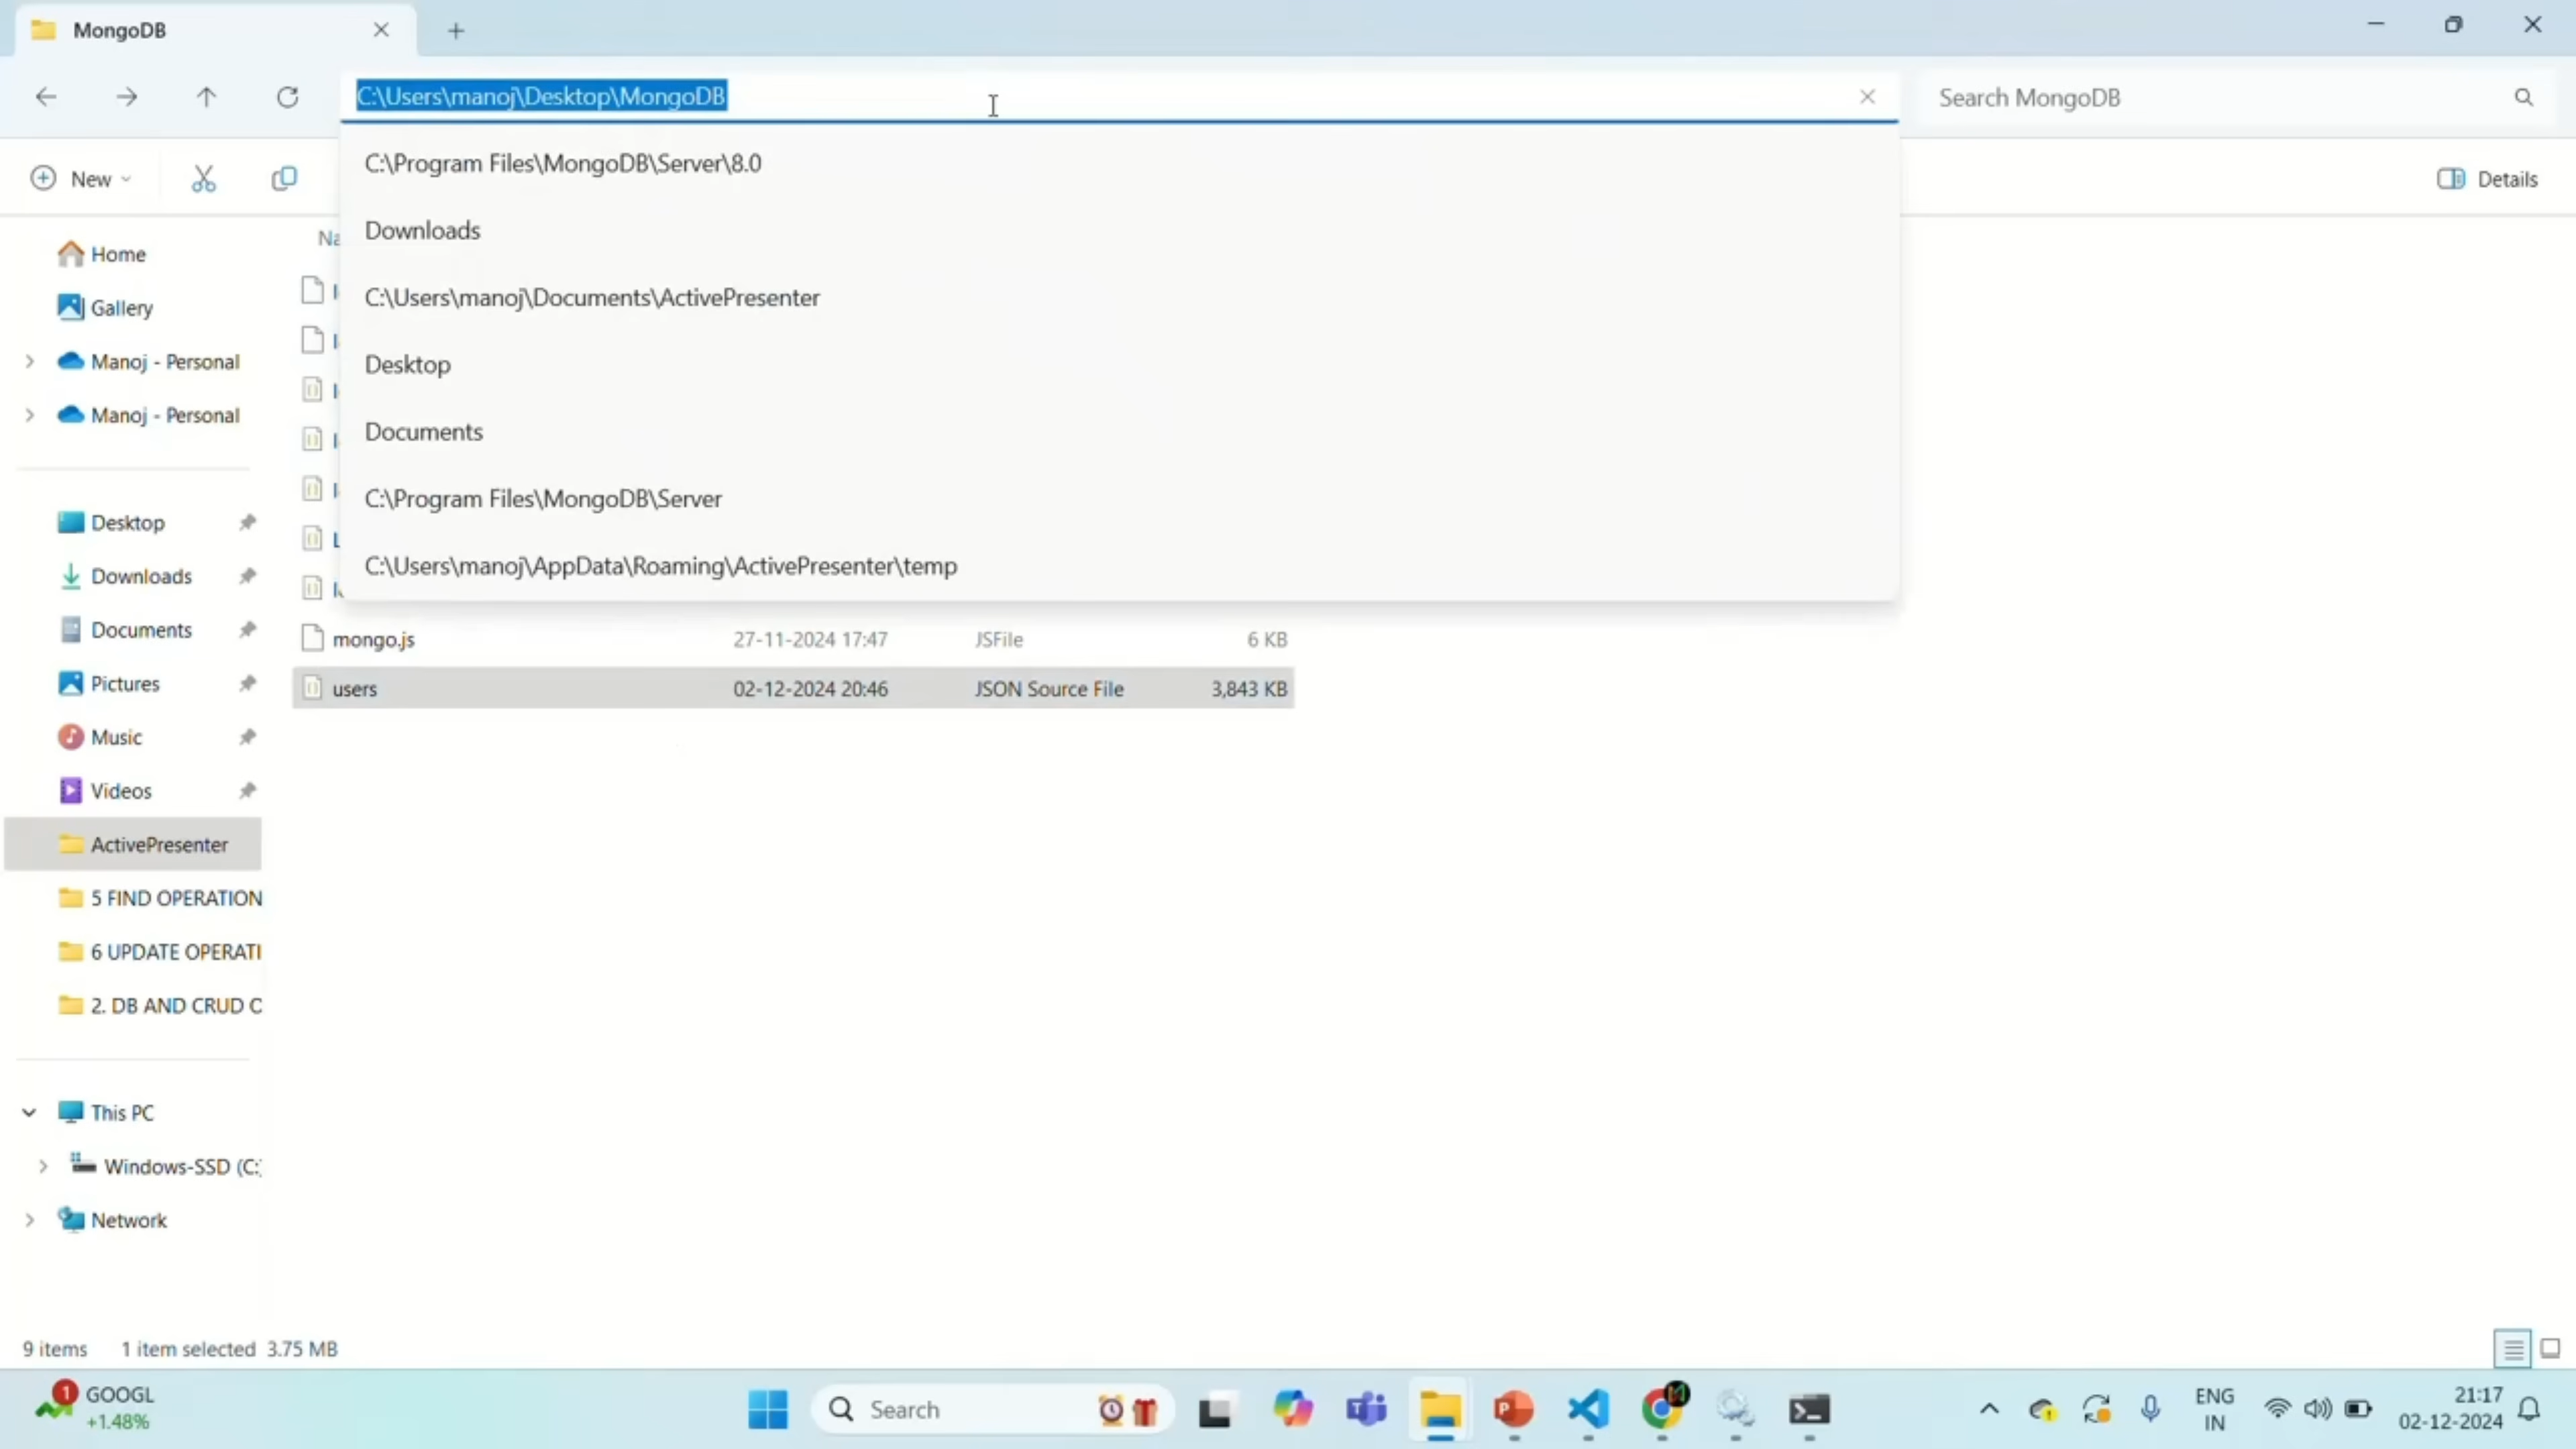 MongoDB
C:\Users\manoj\Desktop\MongoDB
Search MongoDB
New
Details
C:\Program Files\MongoDB\Server\8.0
Downloads
C:\Users\manoj\Documents\ActivePresenter
Desktop
Documents
C:\Program Files\MongoDB\Server
C:\Users\manoj\AppData\Roaming\ActivePresenter\temp
Home
Gallery
Manoj - Personal
Manoj - Personal
Desktop
Downloads
Documents
Pictures
Music
Videos
ActivePresenter
5 FIND OPERATION
6 UPDATE OPERATI
2. DB AND CRUD O
This PC
Windows-SSD (C:)
Network
mongo.js 27-11-2024 17:47 JSFile 6 KB
users 02-12-2024 20:46 JSON Source File 3,843 KB
9 items 1 item selected 3.75 MB
1
GOOGL
+1.48%
Search
ENG
IN
21:17
02-12-2024